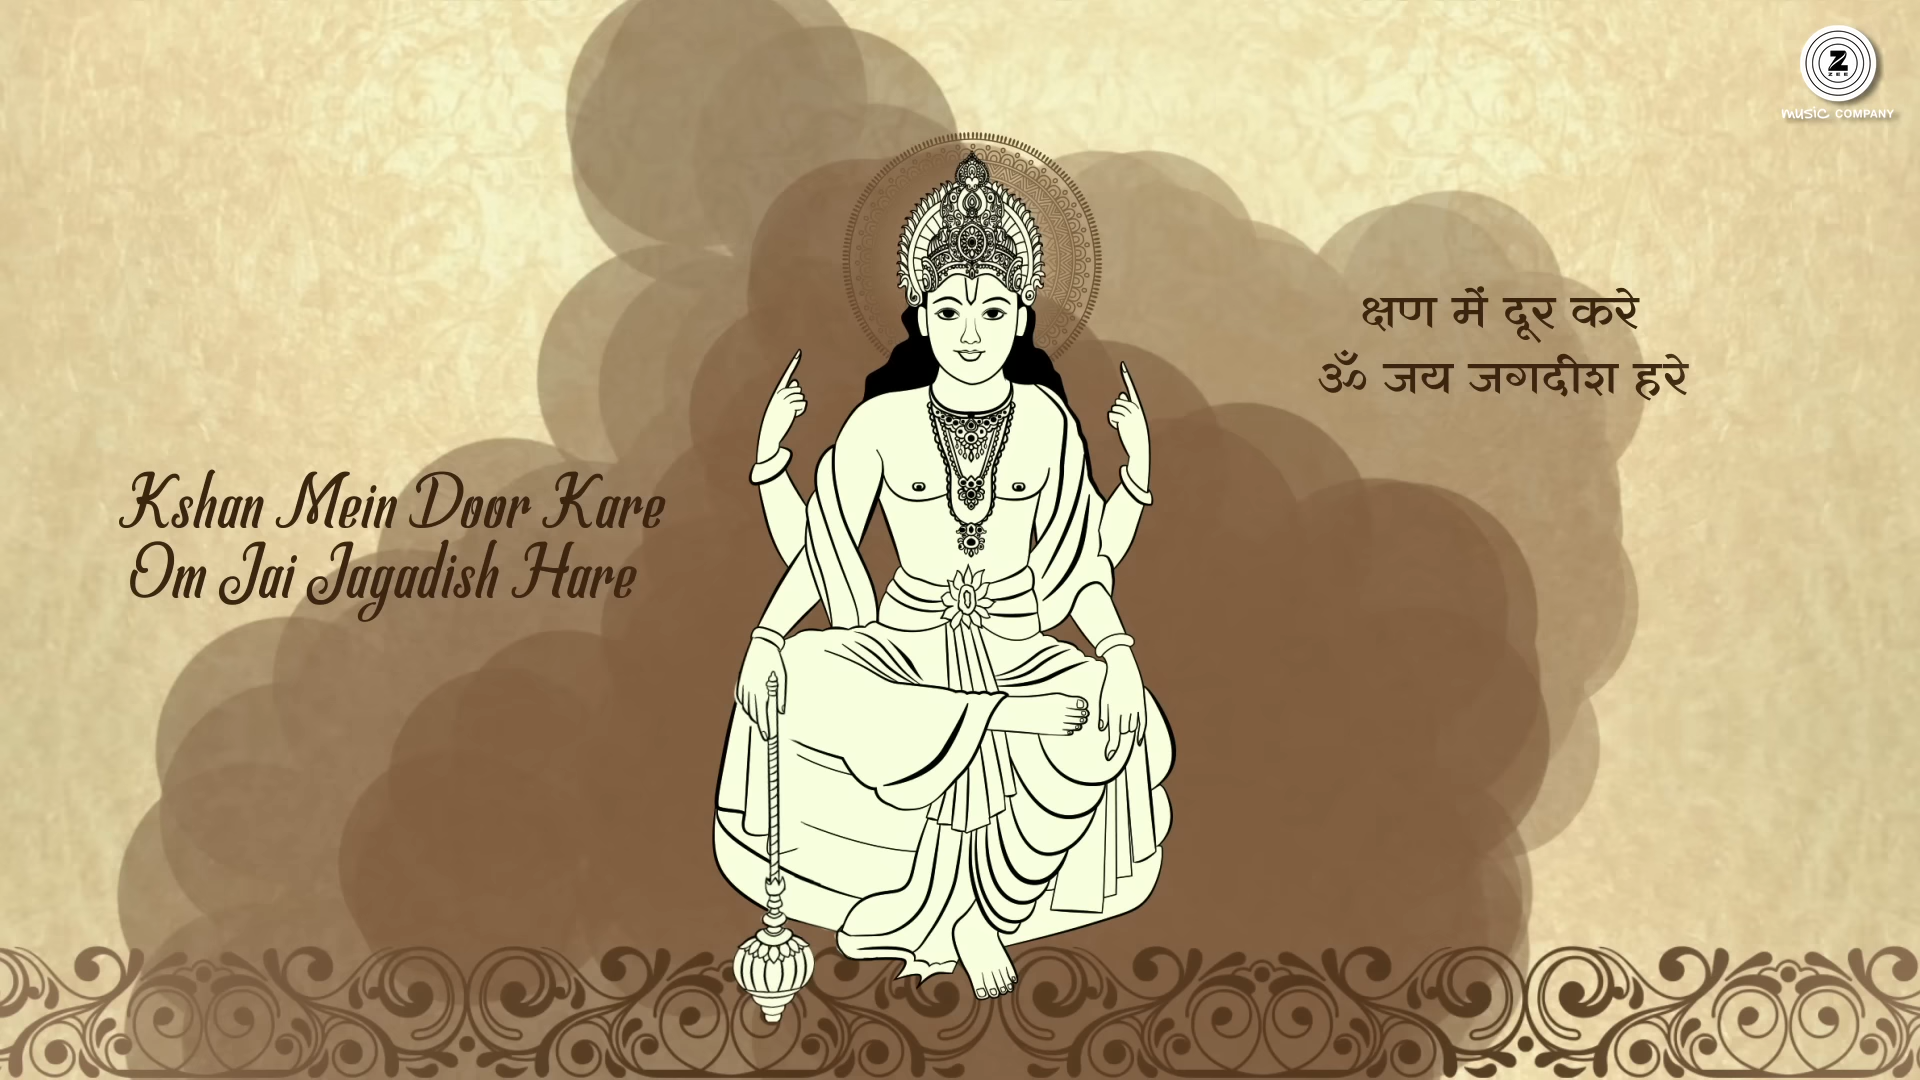 Z
ZEE
music COMPANY
क्षण में दूर करे
ॐ जय जगदीश हरे
Kshan Mein Door Kare
Om Jai Jagadish Hare